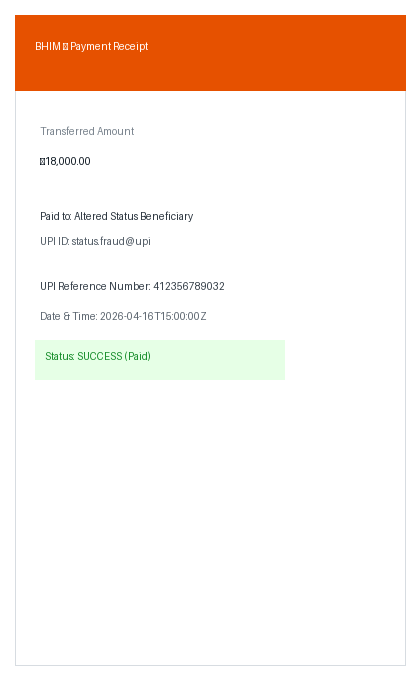 BHIM Payment Receipt
Transferred Amount
18,000.00
Paid to: Altered Status Beneficiary
UPI ID: status.fraud@upi
UPI Reference Number: 412356789032
Date & Time: 2026-04-16T15:00:00Z
Status: SUCCESS (Paid)